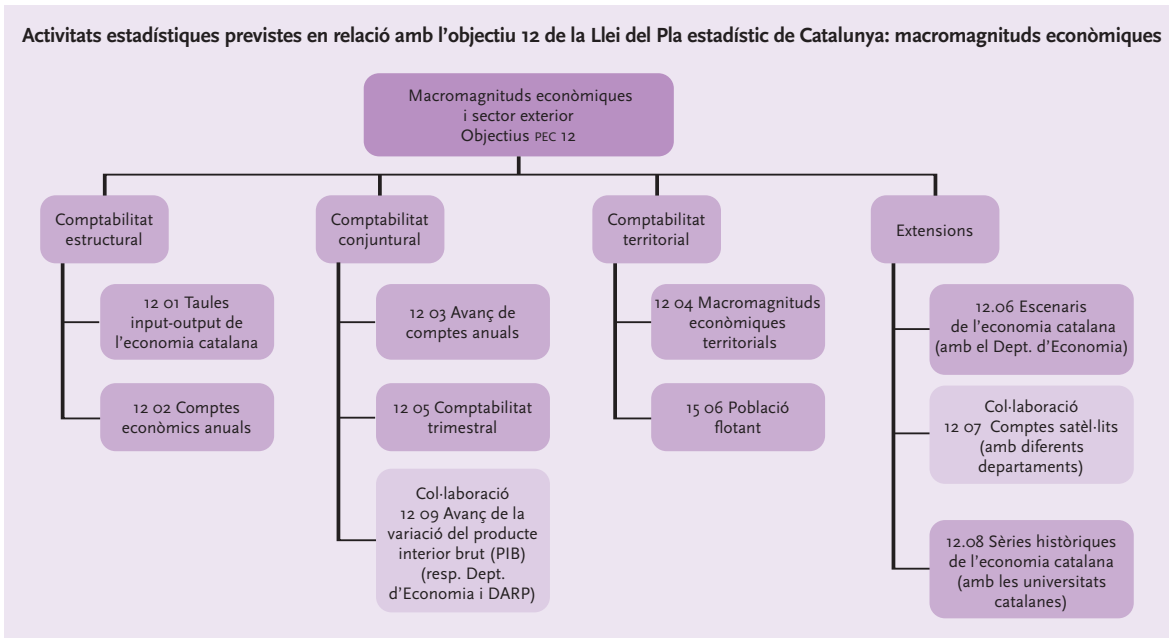 Activitats estadístiques previstes en relació amb l’objectiu 12 de la Llei del Pla estadístic de Catalunya: macromagnituds econòmiques
Macromagnituds econòmiques
i sector exterior
Objectius PEC 12
Comptabilitat
estructural
12 01 Taules
input-output de
l’economia catalana
12 02 Comptes
econòmics anuals
Comptabilitat
conjuntural
12 03 Avanç de
comptes anuals
12 05 Comptabilitat
trimestral
Col·laboració
12 09 Avanç de la
variació del producte
interior brut (PIB)
(resp. Dept.
d’Economia i DARP)
Comptabilitat
territorial
12 04 Macromagnituds
econòmiques
territorials
15 06 Població
flotant
Extensions
12.06 Escenaris
de l’economia catalana
(amb el Dept. d’Economia)
Col·laboració
12 07 Comptes satèl·lits
(amb diferents
departaments)
12.08 Sèries històriques
de l’economia catalana
(amb les universitats
catalanes)